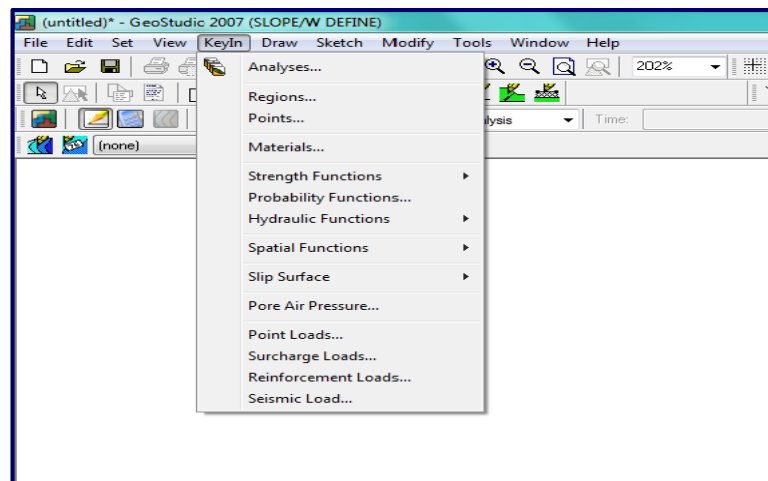 (untitled)* - GeoStudio 2007 (SLOPE/W DEFINE)
File Edit Set View KeyIn Draw Sketch Modify Tools Window Help
Analyses...
202%
Regions...
Points...
lysis
Time:
Materials...
(none)
Strength Functions
Probability Functions...
Hydraulic Functions
Spatial Functions
Slip Surface
Pore Air Pressure...
Point Loads...
Surcharge Loads...
Reinforcement Loads...
Seismic Load...